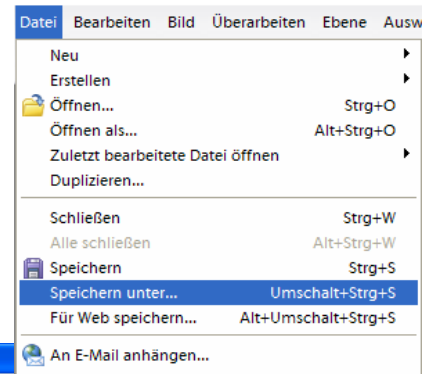 Datei Bearbeiten Bild Überarbeiten Ebene Ausw
Neu
Erstellen
Öffnen... Strg+O
Öffnen als... Alt+Strg+O
Zuletzt bearbeitete Datei öffnen
Duplizieren...
Schließen Strg+W
Alle schließen Alt+Strg+W
Speichern Strg+S
Speichern unter... Umschalt+Strg+S
Für Web speichern... Alt+Umschalt+Strg+S
An E-Mail anhängen...